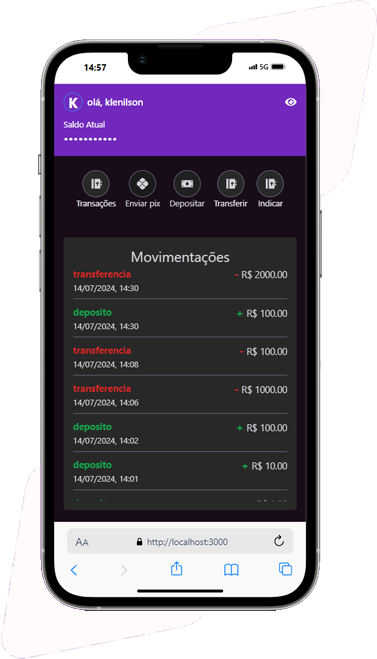 14:57
5G
K olá, klenilson
Saldo Atual
Transações Enviar pix Depositar Transferir Indicar
Movimentações
transferencia - R$ 2000.00
14/07/2024, 14:30
deposito + R$ 100.00
14/07/2024, 14:30
transferencia - R$ 100.00
14/07/2024, 14:08
transferencia - R$ 1000.00
14/07/2024, 14:06
deposito + R$ 100.00
14/07/2024, 14:02
deposito + R$ 10.00
14/07/2024, 14:01
AA http://localhost:3000